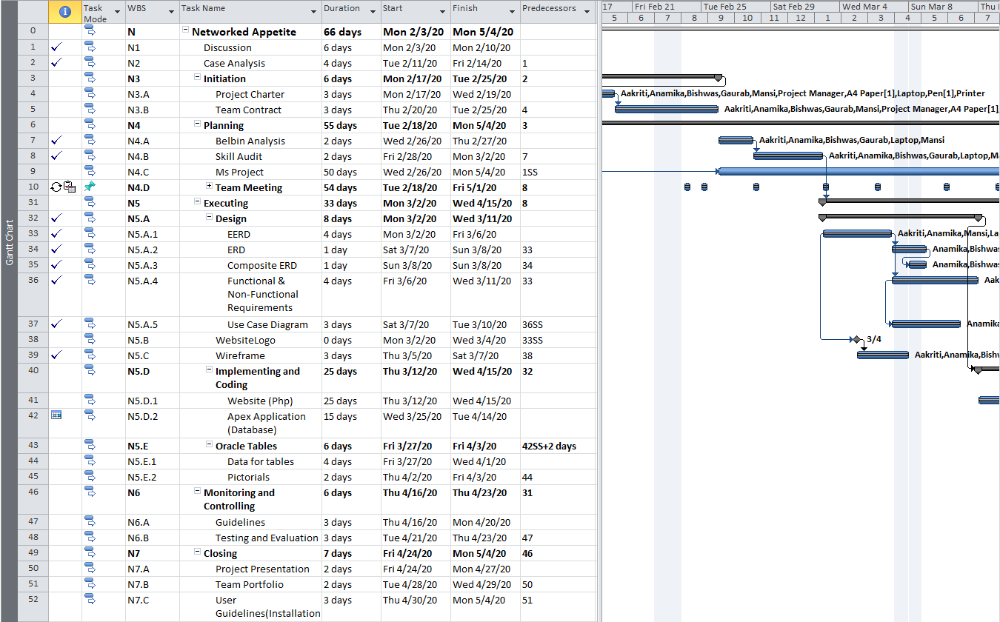 Task Mode WBS Task Name Duration Start Finish Predecessors
17 Fri Feb 21 Tue Feb 25 Sat Feb 29 Wed Mar 4 Sun Mar 8 Thu
5 6 7 8 9 10 11 12 1 2 3 4 5 6 7
Gantt Chart
0 N Networked Appetite 66 days Mon 2/3/20 Mon 5/4/20
1 N1 Discussion 6 days Mon 2/3/20 Mon 2/10/20
2 N2 Case Analysis 4 days Tue 2/11/20 Fri 2/14/20 1
3 N3 Initiation 6 days Mon 2/17/20 Tue 2/25/20 2
4 N3.A Project Charter 3 days Mon 2/17/20 Wed 2/19/20 Aakriti,Anamika,Bishwas,Gaurab,Mansi,Project Manager,A4 Paper[1],Laptop,Pen[1],Printer
5 N3.B Team Contract 3 days Thu 2/20/20 Tue 2/25/20 4 Aakriti,Anamika,Bishwas,Gaurab,Mansi,Project Manager,A4 Paper[1]
6 N4 Planning 55 days Tue 2/18/20 Mon 5/4/20 3
7 N4.A Belbin Analysis 2 days Wed 2/26/20 Thu 2/27/20 Aakriti,Anamika,Bishwas,Gaurab,Laptop,Mansi
8 N4.B Skill Audit 2 days Fri 2/28/20 Mon 3/2/20 7 Aakriti,Anamika,Bishwas,Gaurab,Laptop,M
9 N4.C Ms Project 50 days Wed 2/26/20 Mon 5/4/20 1SS
10 N4.D Team Meeting 54 days Tue 2/18/20 Fri 5/1/20 8
31 N5 Executing 33 days Mon 3/2/20 Wed 4/15/20 8
32 N5.A Design 8 days Mon 3/2/20 Wed 3/11/20
33 N5.A.1 EERD 4 days Mon 3/2/20 Fri 3/6/20 Aakriti,Anamika,Mansi,La
34 N5.A.2 ERD 1 day Sat 3/7/20 Sun 3/8/20 33 Anamika,Bishwas
35 N5.A.3 Composite ERD 1 day Sun 3/8/20 Sun 3/8/20 34 Anamika,Bishwas
36 N5.A.4 Functional & 4 days Fri 3/6/20 Wed 3/11/20 33 Aak
Non-Functional
Requirements
37 N5.A.5 Use Case Diagram 3 days Sat 3/7/20 Tue 3/10/20 36SS Anamika
38 N5.B WebsiteLogo 0 days Mon 3/2/20 Wed 3/4/20 33SS 3/4
39 N5.C Wireframe 3 days Thu 3/5/20 Sat 3/7/20 38 Aakriti,Anamika,Bishw
40 N5.D Implementing and 25 days Thu 3/12/20 Wed 4/15/20 32
Coding
41 N5.D.1 Website (Php) 25 days Thu 3/12/20 Wed 4/15/20
42 N5.D.2 Apex Application 15 days Wed 3/25/20 Tue 4/14/20
(Database)
43 N5.E Oracle Tables 6 days Fri 3/27/20 Fri 4/3/20 42SS+2 days
44 N5.E.1 Data for tables 4 days Fri 3/27/20 Wed 4/1/20
45 N5.E.2 Pictorials 2 days Thu 4/2/20 Fri 4/3/20 44
46 N6 Monitoring and 6 days Thu 4/16/20 Thu 4/23/20 31
Controlling
47 N6.A Guidelines 3 days Thu 4/16/20 Mon 4/20/20
48 N6.B Testing and Evaluation 3 days Tue 4/21/20 Thu 4/23/20 47
49 N7 Closing 7 days Fri 4/24/20 Mon 5/4/20 46
50 N7.A Project Presentation 2 days Fri 4/24/20 Mon 4/27/20
51 N7.B Team Portfolio 2 days Tue 4/28/20 Wed 4/29/20 50
52 N7.C User 3 days Thu 4/30/20 Mon 5/4/20 51
Guidelines(Installation